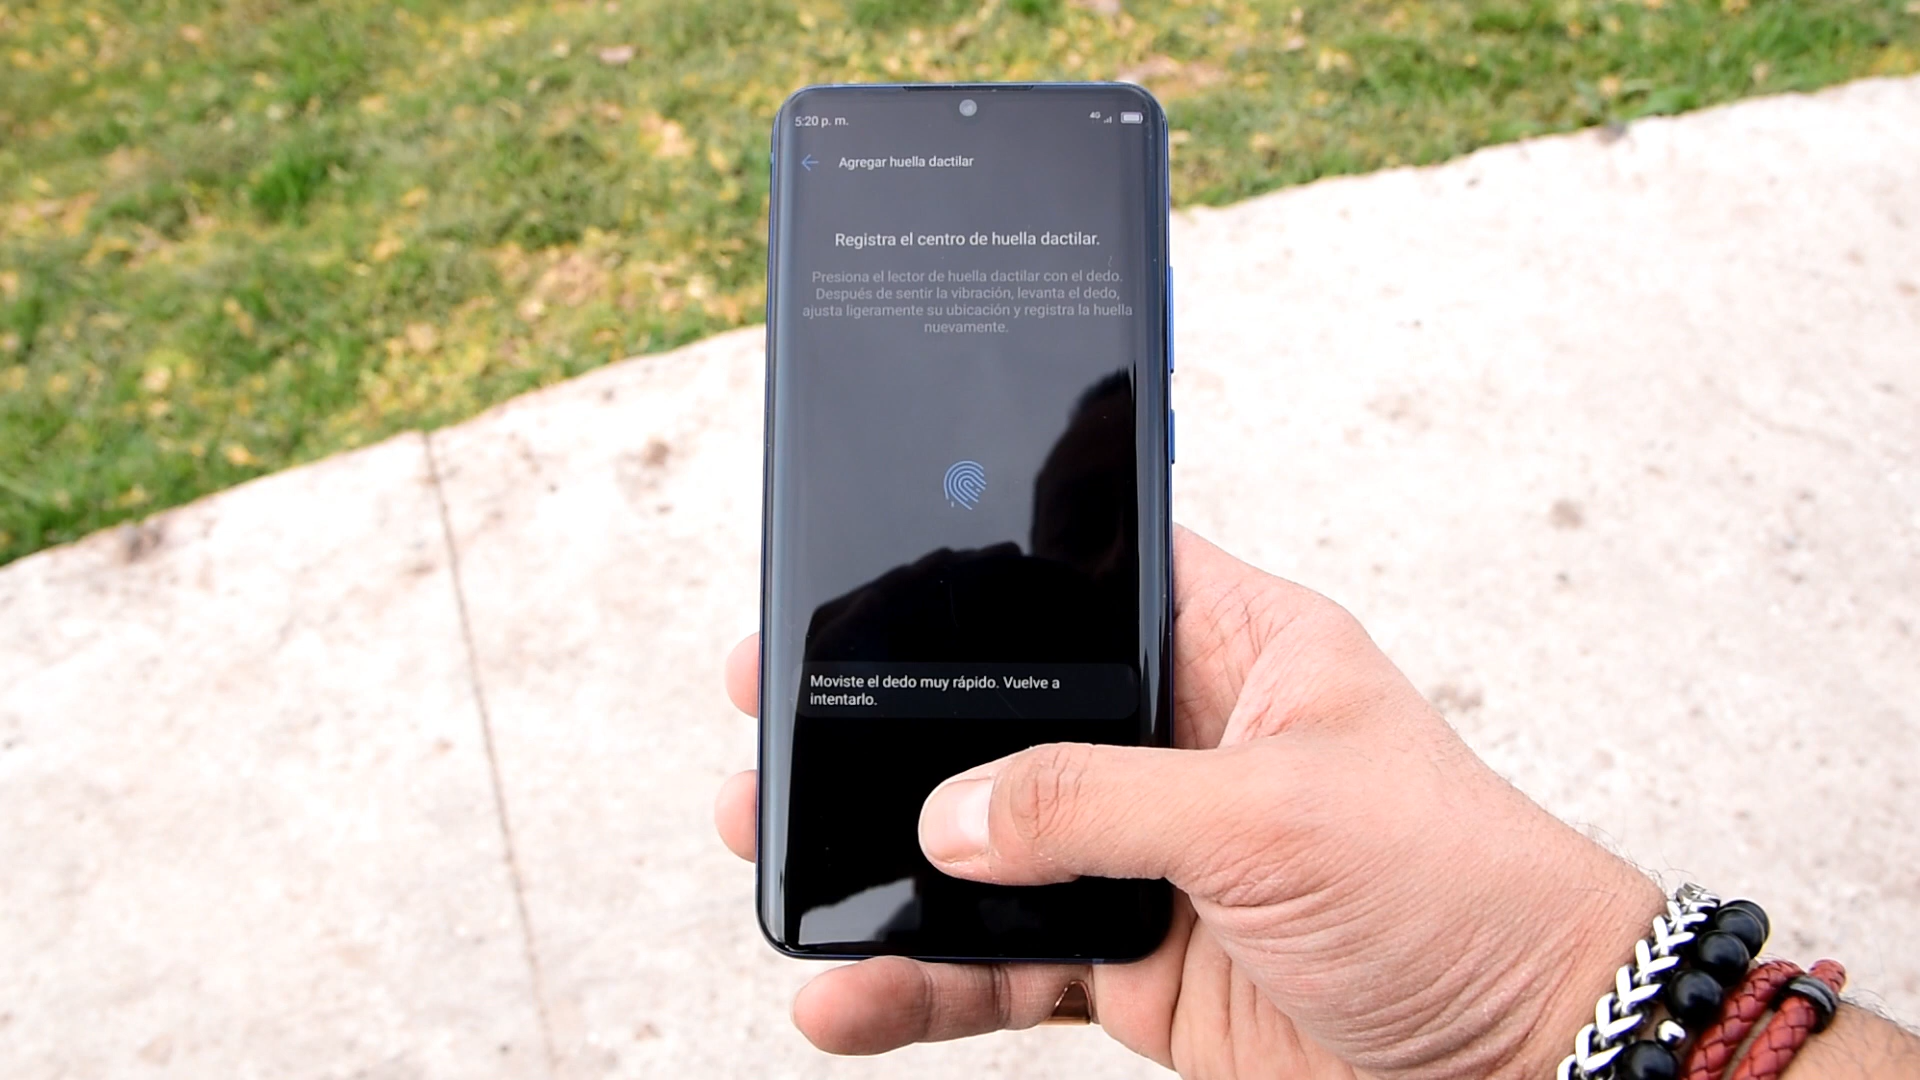 5:20 p. m.
4G
Agregar huella dactilar
Registra el centro de huella dactilar.
Presiona el lector de huella dactilar con el dedo.
Después de sentir la vibración, levanta el dedo,
ajusta ligeramente su ubicación y registra la huella
nuevamente.
Moviste el dedo muy rápido. Vuelve a
intentarlo.